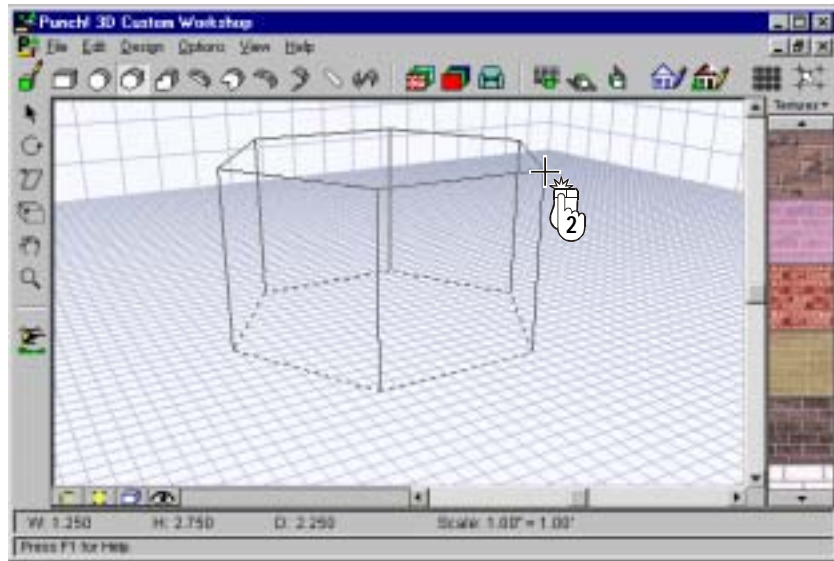 Punch! 3D Custom Workshop
File Edit Design Options View Help
Textures
2
W: 1.250 H: 2.750 D: 2.250 Scale: 1.00" = 1.00"
Press F1 for Help